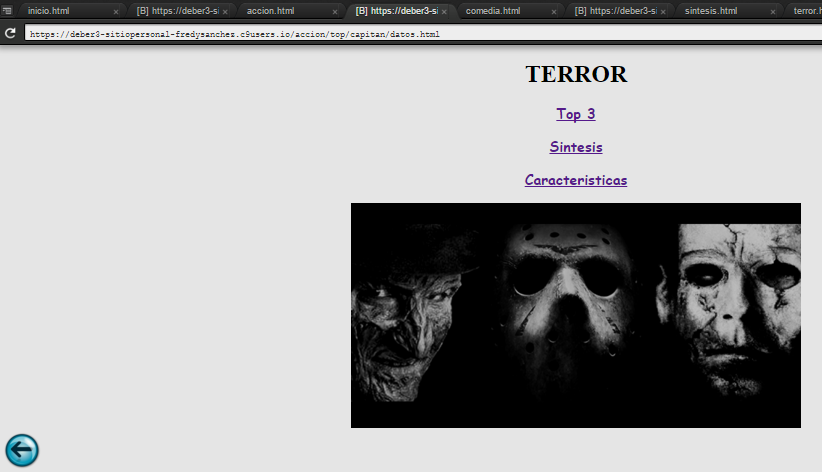 inicio.html
[B] https://deber3-si
accion.html
[B] https://deber3-si
comedia.html
[B] https://deber3-si
sintesis.html
terror.h
https://deber3-sitiopersonal-fredysanchez.c9users.io/accion/top/capitan/datos.html
TERROR
Top 3
Sintesis
Caracteristicas